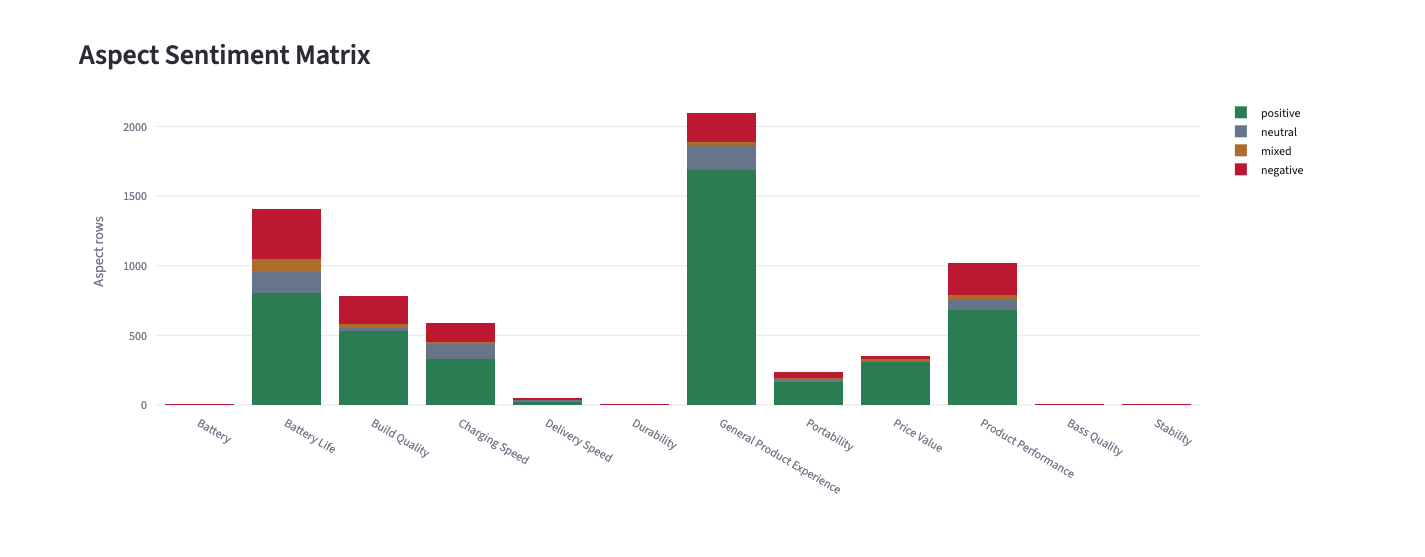 Aspect Sentiment Matrix
positive
neutral
mixed
negative
Aspect rows
2000
1500
1000
500
0
Battery
Battery Life
Build Quality
Charging Speed
Delivery Speed
Durability
General Product Experience
Portability
Price Value
Product Performance
Bass Quality
Stability